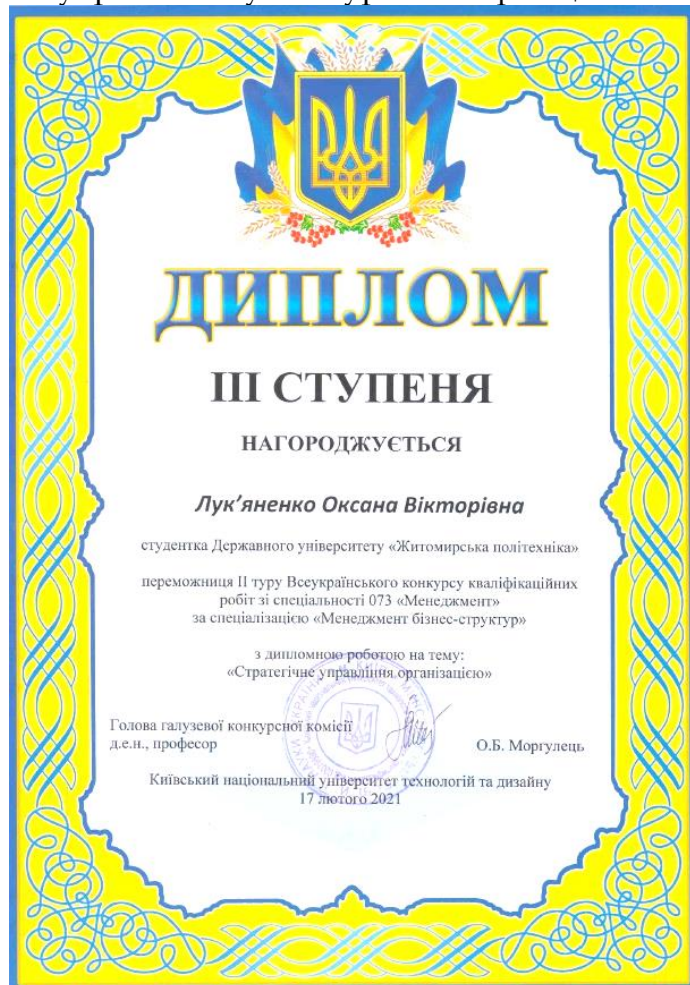 ДИПЛОМ
ІІІ СТУПЕНЯ
НАГОРОДЖУЄТЬСЯ
Лук’яненко Оксана Вікторівна
студентка Державного університету «Житомирська політехніка»
переможниця ІІ туру Всеукраїнського конкурсу кваліфікаційних
робіт зі спеціальності 073 «Менеджмент»
за спеціалізацією «Менеджмент бізнес-структур»
з дипломною роботою на тему:
«Стратегічне управління організацією»
Голова галузевої конкурсної комісії
д.е.н., професор
О.Б. Моргулець
Київський національний університет технологій та дизайну
17 лютого 2021